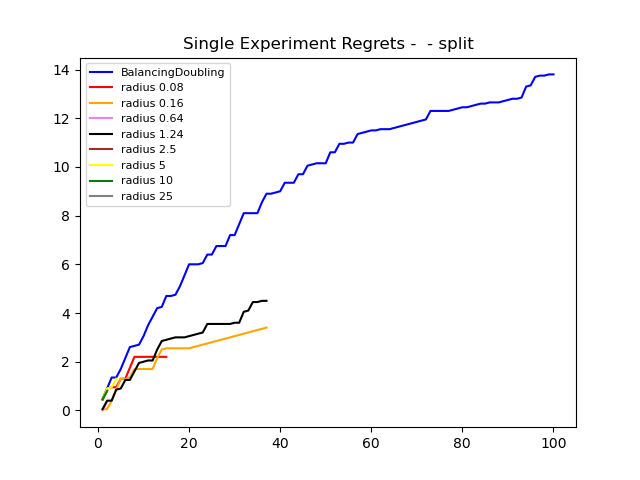 Single Experiment Regrets -  - split
14
12
10
8
6
4
2
0
BalancingDoubling
radius 0.08
radius 0.16
radius 0.64
radius 1.24
radius 2.5
radius 5
radius 10
radius 25
0 20 40 60 80 100